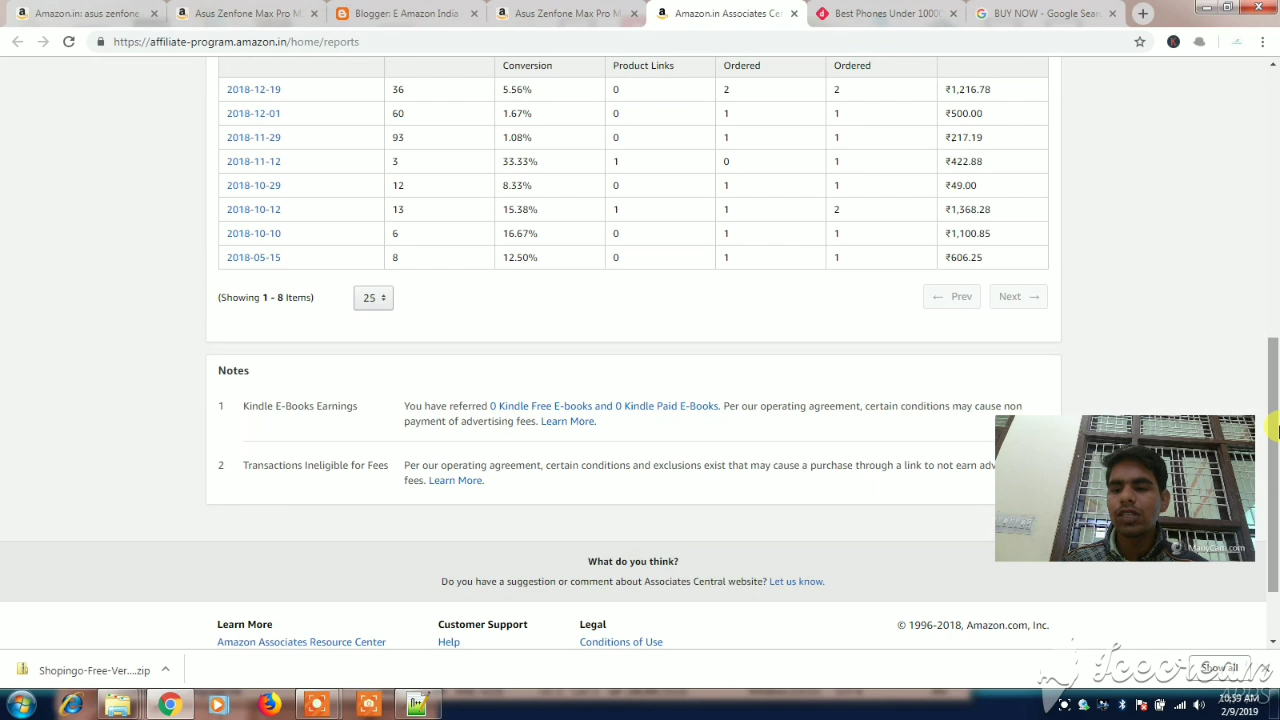 Amazon.in: asus zenfone
Asus Zenfone Max Pro M
Blogger: E Amazon India
Asus Zenfone Max Pro M
Amazon.in Associates Ce
Best Phones Under 10000
BUY NOW - Google Sear
https://affiliate-program.amazon.in/home/reports
Conversion Product Links Ordered Ordered
2018-12-19 36 5.56% 0 2 2 ₹1,216.78
2018-12-01 60 1.67% 0 1 1 ₹500.00
2018-11-29 93 1.08% 0 1 1 ₹217.19
2018-11-12 3 33.33% 1 0 1 ₹422.88
2018-10-29 12 8.33% 0 1 1 ₹49.00
2018-10-12 13 15.38% 1 1 2 ₹1,368.28
2018-10-10 6 16.67% 0 1 1 ₹1,100.85
2018-05-15 8 12.50% 0 1 1 ₹606.25
(Showing 1 - 8 Items) 25 ← Prev Next →
Notes
1 Kindle E-Books Earnings You have referred 0 Kindle Free E-books and 0 Kindle Paid E-Books. Per our operating agreement, certain conditions may cause non
payment of advertising fees. Learn More.
2 Transactions Ineligible for Fees Per our operating agreement, certain conditions and exclusions exist that may cause a purchase through a link to not earn adv
fees. Learn More.
ManyCam.com
What do you think?
Do you have a suggestion or comment about Associates Central website? Let us know.
Learn More Customer Support Legal © 1996-2018, Amazon.com, Inc.
Amazon Associates Resource Center Help Conditions of Use
Shopingo-Free-Ver....zip Show all
Icecream
APPS
10:59 AM
2/9/2019